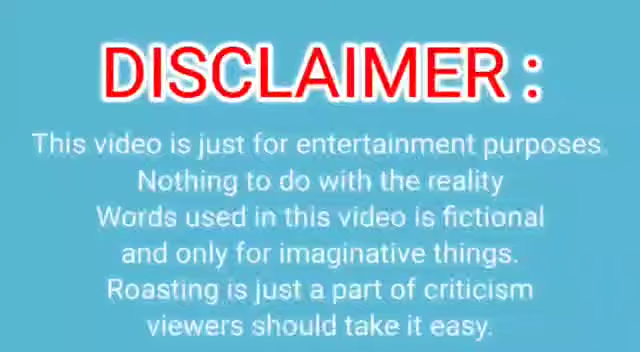 DISCLAIMER :
This video is just for entertainment purposes.
Nothing to do with the reality
Words used in this video is fictional
and only for imaginative things.
Roasting is just a part of criticism
viewers should take it easy.